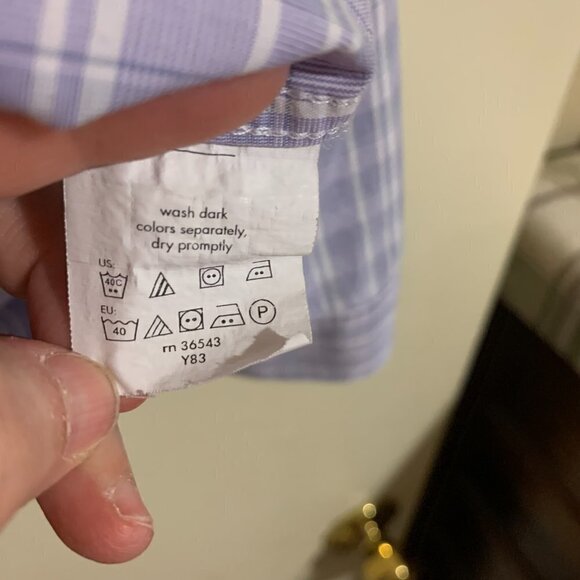 wash dark
colors separately,
dry promptly
US:
40C
EU:
40
P
rn 36543
Y83